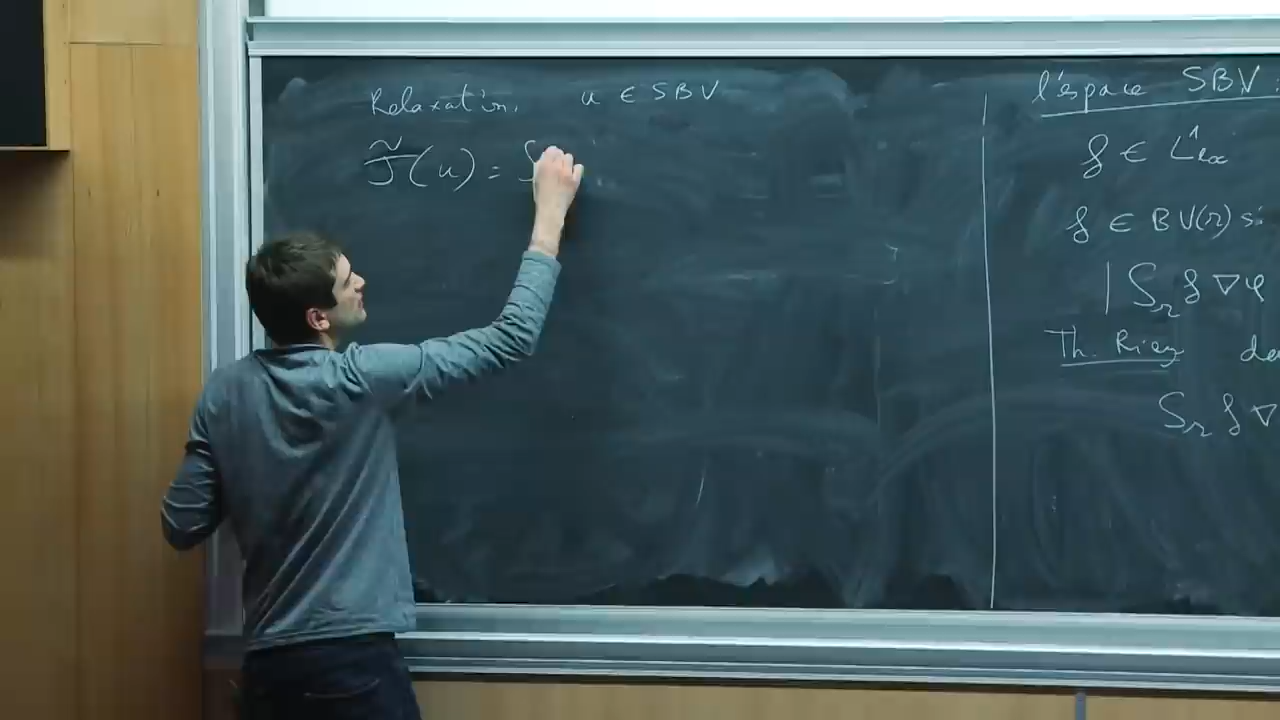 Relaxation, u ∈ SBV
J̃(u) = ∫
l'espace SBV :
f ∈ L¹loc
f ∈ BV(Ω) si
| ∫Ω f ∇φ
Th. Riesz de
∫Ω f ∇